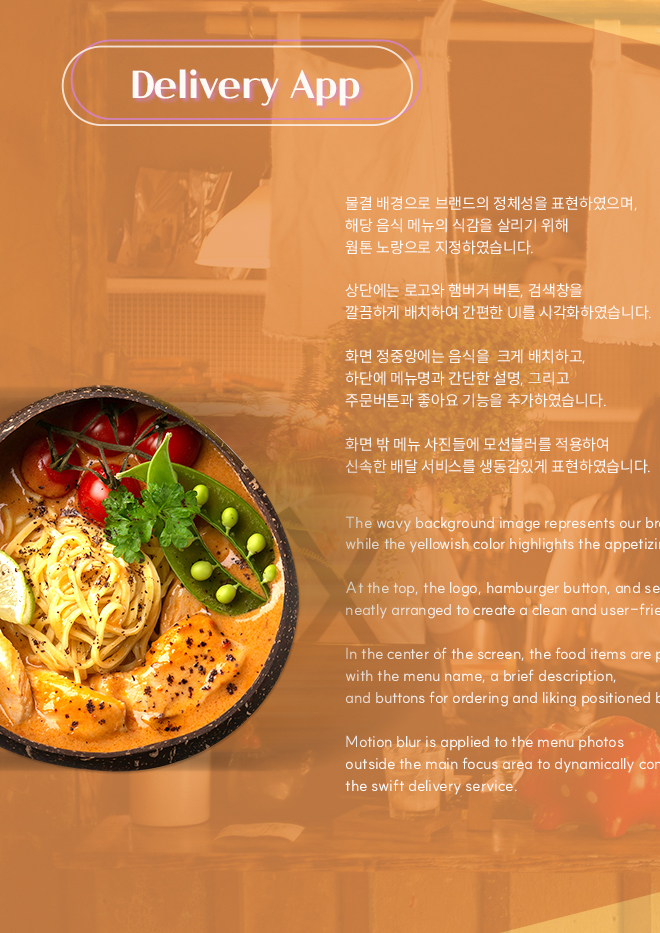 Delivery App
물결 배경으로 브랜드의 정체성을 표현하였으며,
해당 음식 메뉴의 식감을 살리기 위해
웜톤 노랑으로 지정하였습니다.
상단에는 로고와 햄버거 버튼, 검색창을
깔끔하게 배치하여 간편한 UI를 시각화하였습니다.
화면 정중앙에는 음식을 크게 배치하고,
하단에 메뉴명과 간단한 설명, 그리고
주문버튼과 좋아요 기능을 추가하였습니다.
화면 밖 메뉴 사진들에 모션블러를 적용하여
신속한 배달 서비스를 생동감있게 표현하였습니다.
The wavy background image represents our br
while the yellowish color highlights the appetizi
At the top, the logo, hamburger button, and se
neatly arranged to create a clean and user-frie
In the center of the screen, the food items are p
with the menu name, a brief description,
and buttons for ordering and liking positioned b
Motion blur is applied to the menu photos
outside the main focus area to dynamically con
the swift delivery service.